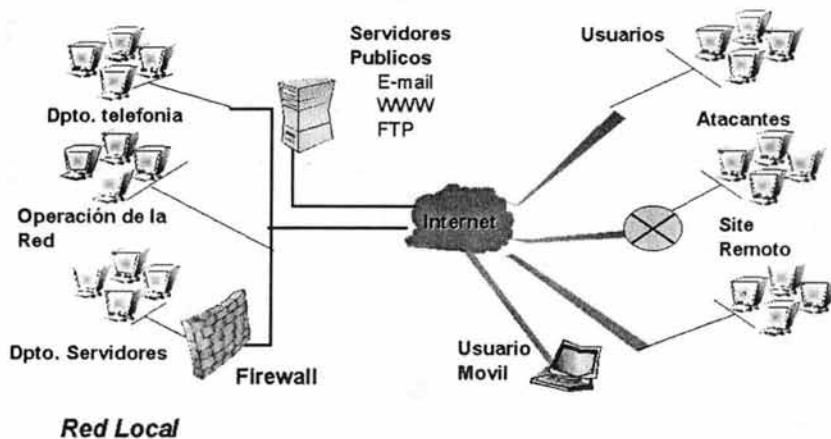 Servidores
Publicos
E-mail
WWW
FTP
Usuarios
Dpto. telefonia
Atacantes
Operación de la
Red
Internet
Site
Remoto
Dpto. Servidores
Firewall
Usuario
Movil
Red Local